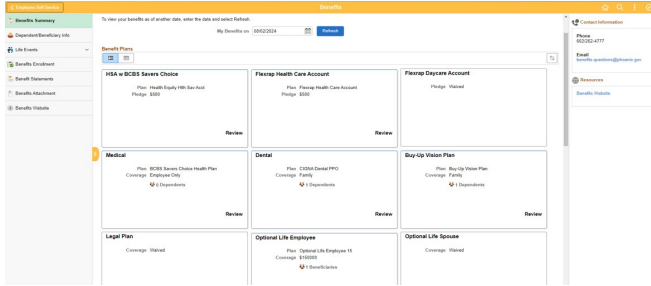 Employee Self Service
Benefits
Benefits Summary
Dependent/Beneficiary Info
Life Events
Benefits Enrollment
Benefit Statements
Benefits Attachment
Benefits Website
To view your benefits as of another date, enter the date and select Refresh.
My Benefits on 08/02/2024 Refresh
Benefit Plans
HSA w BCBS Savers Choice
Plan Health Equity Hlth Sav Acct
Pledge $500
Review
Flexrap Health Care Account
Plan Flexrap Health Care Account
Pledge $500
Review
Flexrap Daycare Account
Pledge Waived
Medical
Plan BCBS Savers Choice Health Plan
Coverage Employee Only
0 Dependents
Review
Dental
Plan CIGNA Dental PPO
Coverage Family
1 Dependents
Review
Buy-Up Vision Plan
Plan Buy-Up Vision Plan
Coverage Family
1 Dependents
Review
Legal Plan
Coverage Waived
Optional Life Employee
Plan Optional Life Employee 15
Coverage $150000
1 Beneficiaries
Optional Life Spouse
Coverage Waived
Contact Information
Phone
602/262-4777
Email
benefits.questions@phoenix.gov
Resources
Benefits Website